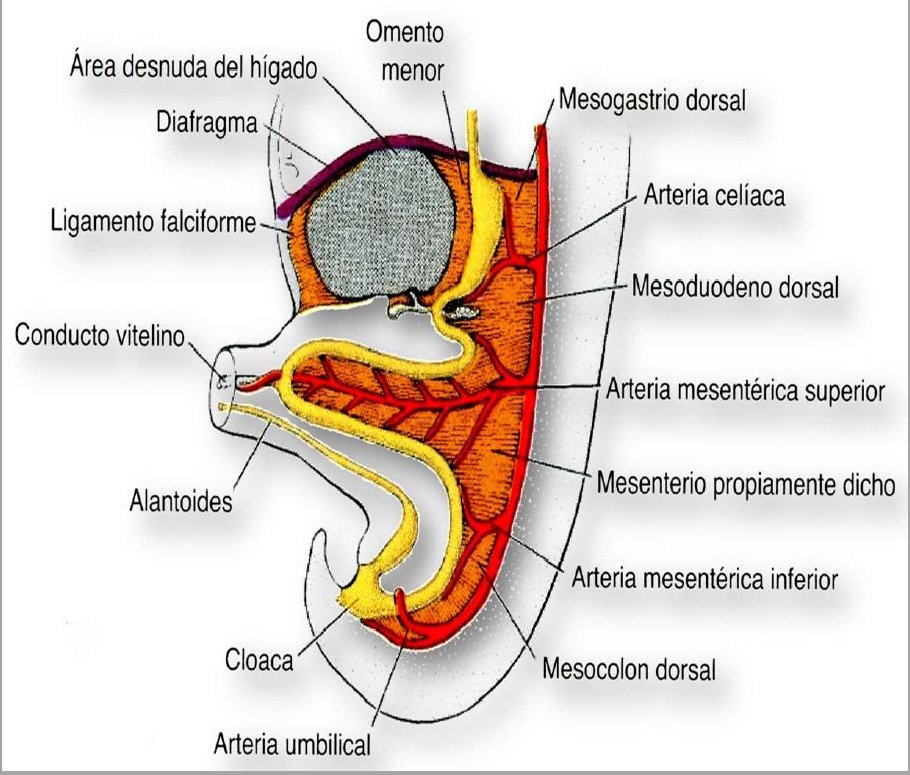 Omento
menor
Área desnuda del hígado
Mesogastrio dorsal
Diafragma
Arteria celíaca
Ligamento falciforme
Mesoduodeno dorsal
Conducto vitelino
Arteria mesentérica superior
Mesenterio propiamente dicho
Alantoides
Arteria mesentérica inferior
Cloaca
Mesocolon dorsal
Arteria umbilical